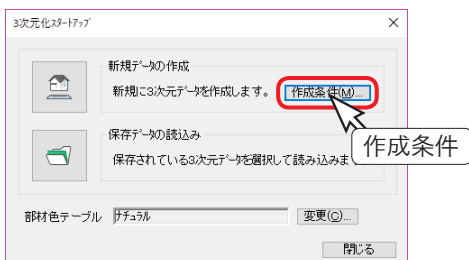 3次元化ｽﾀｰﾄｱｯﾌﾟ
新規ﾃﾞｰﾀの作成
新規に3次元ﾃﾞｰﾀを作成します。 作成条件(M)...
作成条件
保存ﾃﾞｰﾀの読込み
保存されている3次元ﾃﾞｰﾀを選択して読み込みま
部材色テーブル ﾅﾁｭﾗﾙ 変更(C)...
閉じる